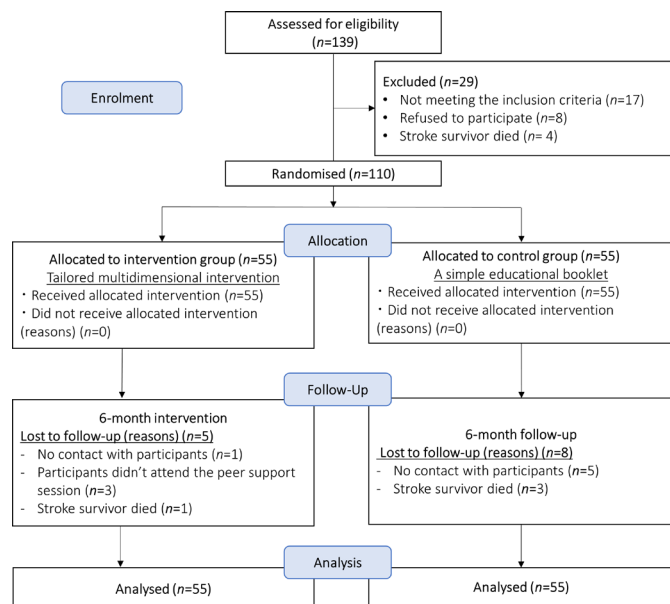 Assessed for eligibility
(n=139)
Enrolment
Excluded (n=29)
• Not meeting the inclusion criteria (n=17)
• Refused to participate (n=8)
• Stroke survivor died (n= 4)
Randomised (n=110)
Allocation
Allocated to intervention group (n=55)
Tailored multidimensional intervention
· Received allocated intervention (n=55)
· Did not receive allocated intervention
(reasons) (n=0)
Allocated to control group (n=55)
A simple educational booklet
· Received allocated intervention (n=55)
· Did not receive allocated intervention
(reasons) (n=0)
Follow-Up
6-month intervention
Lost to follow-up (reasons) (n=5)
- No contact with participants (n=1)
- Participants didn't attend the peer support
session (n=3)
- Stroke survivor died (n=1)
6-month follow-up
Lost to follow-up (reasons) (n=8)
- No contact with participants (n=5)
- Stroke survivor died (n=3)
Analysis
Analysed (n=55)
Analysed (n=55)